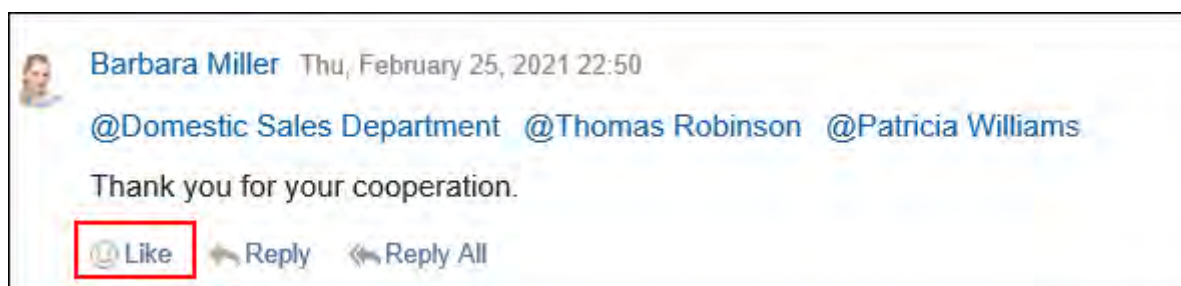 Barbara Miller Thu, February 25, 2021 22:50
@Domestic Sales Department @Thomas Robinson @Patricia Williams
Thank you for your cooperation.
Like Reply Reply All